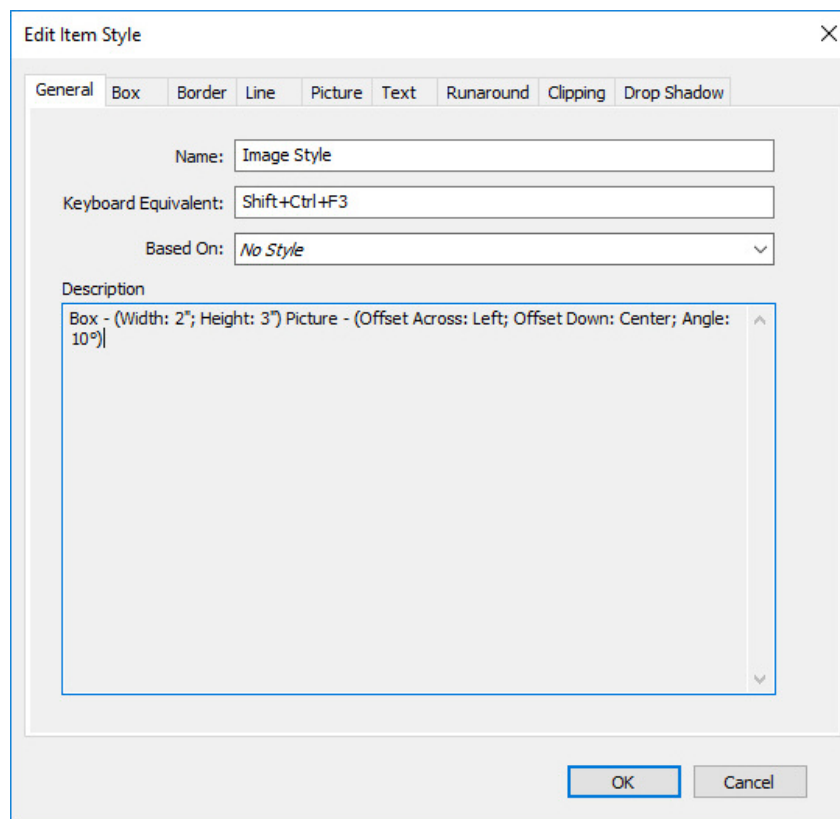 Edit Item Style
General Box Border Line Picture Text Runaround Clipping Drop Shadow
Name: Image Style
Keyboard Equivalent: Shift+Ctrl+F3
Based On: No Style
Description
Box - (Width: 2"; Height: 3") Picture - (Offset Across: Left; Offset Down: Center; Angle:
10°)
OK Cancel